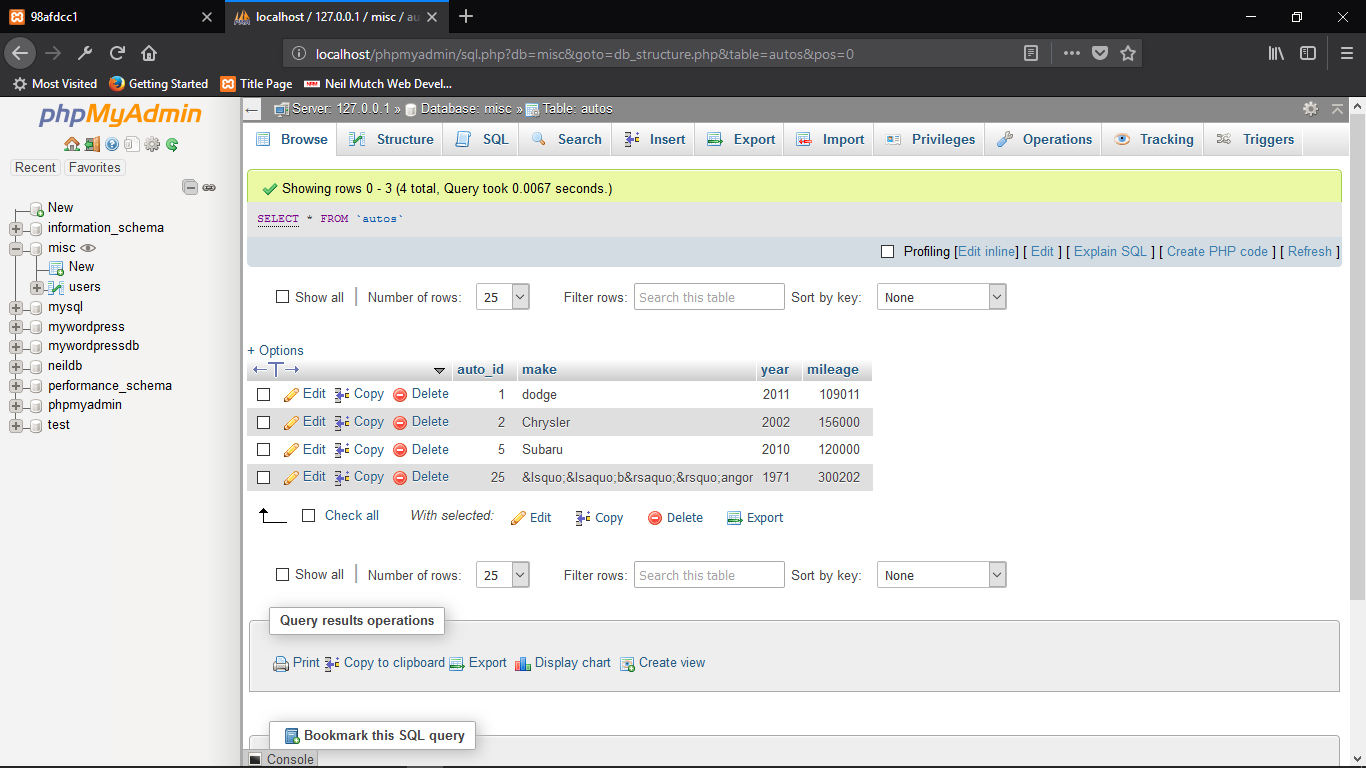 98afdcc1
localhost / 127.0.0.1 / misc / au
localhost/phpmyadmin/sql.php?db=misc&goto=db_structure.php&table=autos&pos=0
Most Visited Getting Started Title Page Neil Mutch Web Devel...
phpMyAdmin
Recent Favorites
New
information_schema
misc
New
users
mysql
mywordpress
mywordpressdb
neildb
performance_schema
phpmyadmin
test
Server: 127.0.0.1 » Database: misc » Table: autos
Browse Structure SQL Search Insert Export Import Privileges Operations Tracking Triggers
Showing rows 0 - 3 (4 total, Query took 0.0067 seconds.)
SELECT * FROM `autos`
Profiling [Edit inline] [ Edit ] [ Explain SQL ] [ Create PHP code ] [ Refresh ]
Show all | Number of rows: 25 Filter rows: Search this table Sort by key: None
+ Options
←T→ auto_id make year mileage
Edit Copy Delete 1 dodge 2011 109011
Edit Copy Delete 2 Chrysler 2002 156000
Edit Copy Delete 5 Subaru 2010 120000
Edit Copy Delete 25 &lsquo;&lsaquo;b&rsaquo;&rsquo;angor 1971 300202
Check all With selected: Edit Copy Delete Export
Show all | Number of rows: 25 Filter rows: Search this table Sort by key: None
Query results operations
Print Copy to clipboard Export Display chart Create view
Bookmark this SQL query
Console